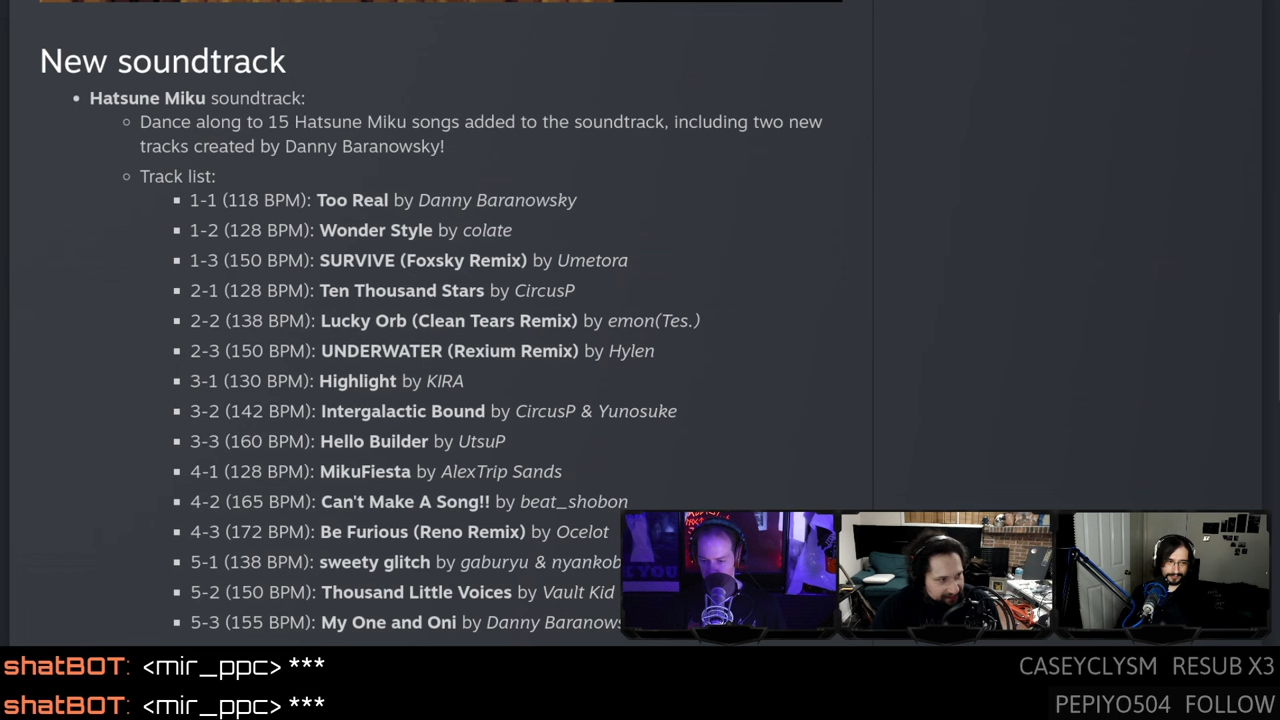 New soundtrack
• Hatsune Miku soundtrack:
Dance along to 15 Hatsune Miku songs added to the soundtrack, including two new
tracks created by Danny Baranowsky!
Track list:
1-1 (118 BPM): Too Real by Danny Baranowsky
1-2 (128 BPM): Wonder Style by colate
1-3 (150 BPM): SURVIVE (Foxsky Remix) by Umetora
2-1 (128 BPM): Ten Thousand Stars by CircusP
2-2 (138 BPM): Lucky Orb (Clean Tears Remix) by emon(Tes.)
2-3 (150 BPM): UNDERWATER (Rexium Remix) by Hylen
3-1 (130 BPM): Highlight by KIRA
3-2 (142 BPM): Intergalactic Bound by CircusP & Yunosuke
3-3 (160 BPM): Hello Builder by UtsuP
4-1 (128 BPM): MikuFiesta by AlexTrip Sands
4-2 (165 BPM): Can't Make A Song!! by beat_shobon
4-3 (172 BPM): Be Furious (Reno Remix) by Ocelot
5-1 (138 BPM): sweety glitch by gaburyu & nyankob
5-2 (150 BPM): Thousand Little Voices by Vault Kid
5-3 (155 BPM): My One and Oni by Danny Baranows
shatBOT: <mir_ppc> ***
CASEYCLYSM RESUB X3
shatBOT: <mir_ppc> ***
PEPIYO504 FOLLOW